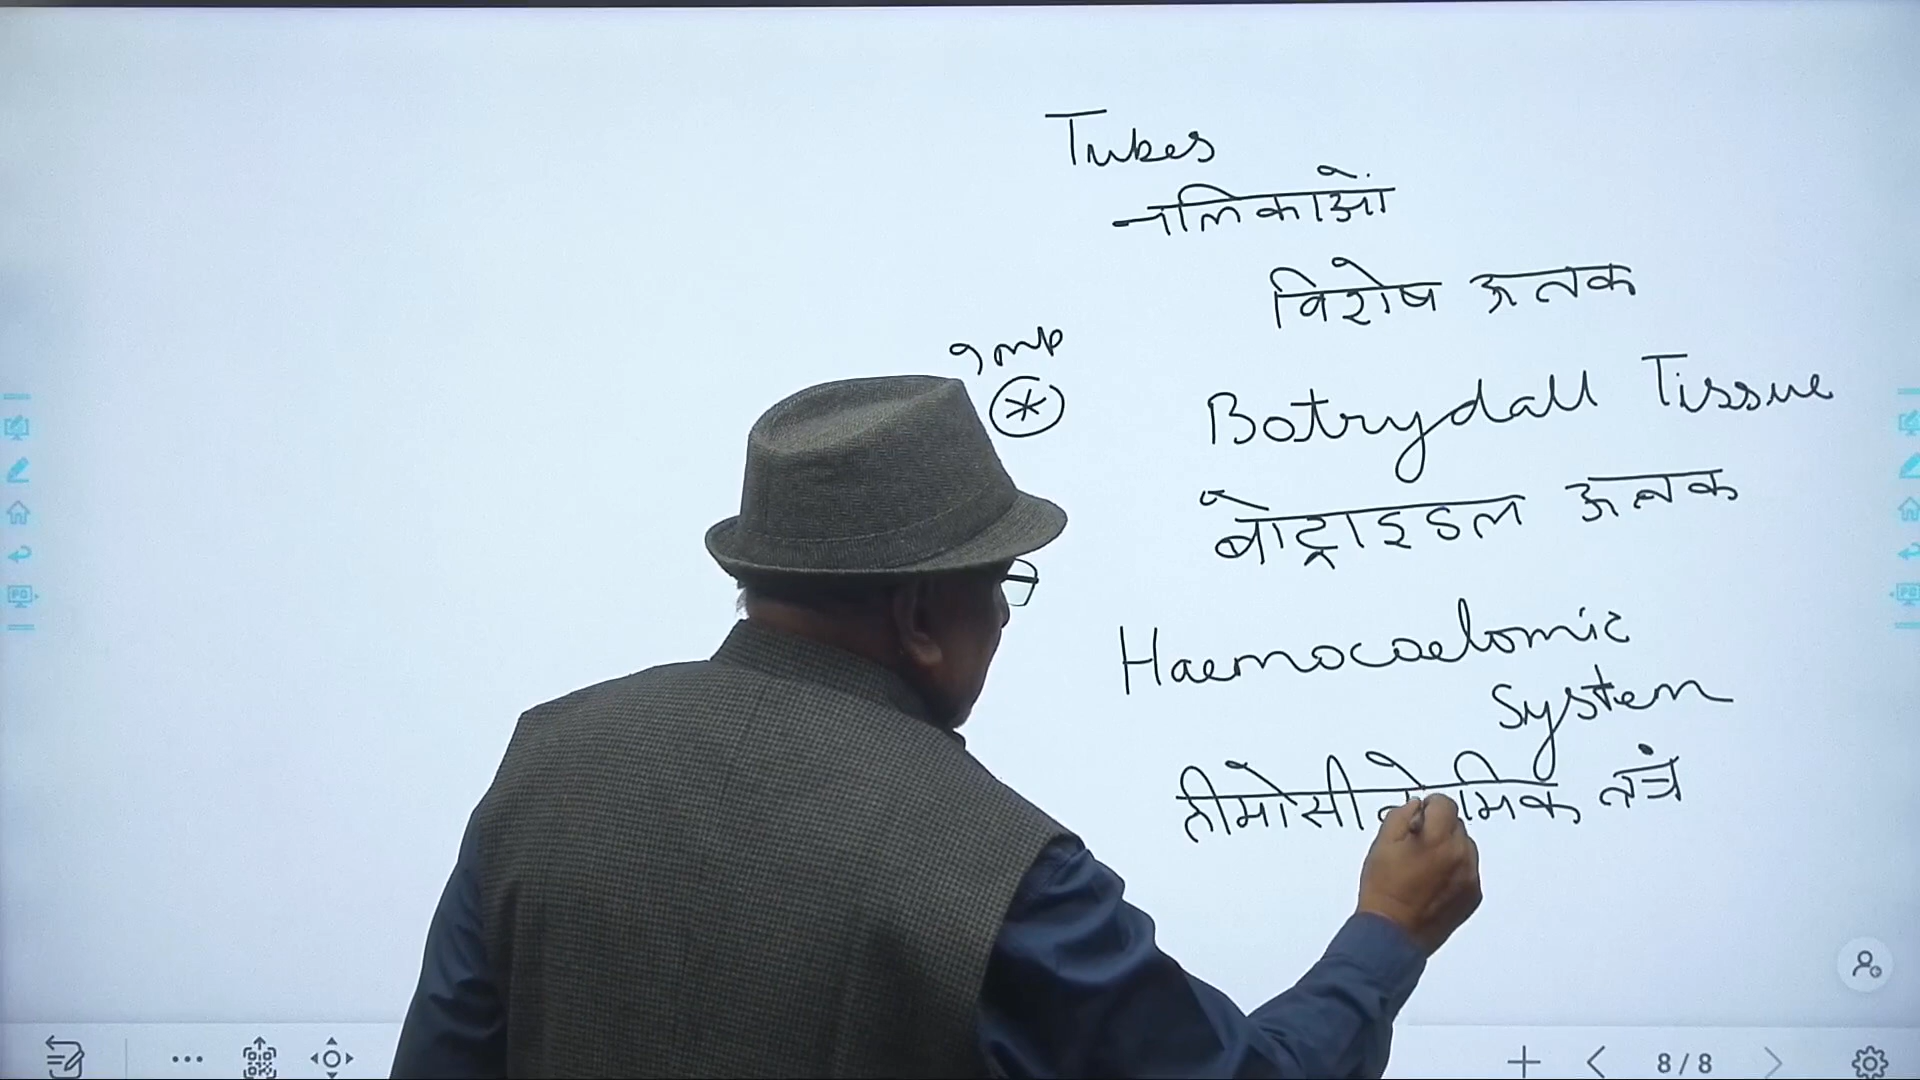 Tubes
नलिकाओं
विशेष ऊतक
Imp
Botrydall Tissue
बोट्राइडल ऊतक
Haemocoelomic
System
तंत्र
8 / 8